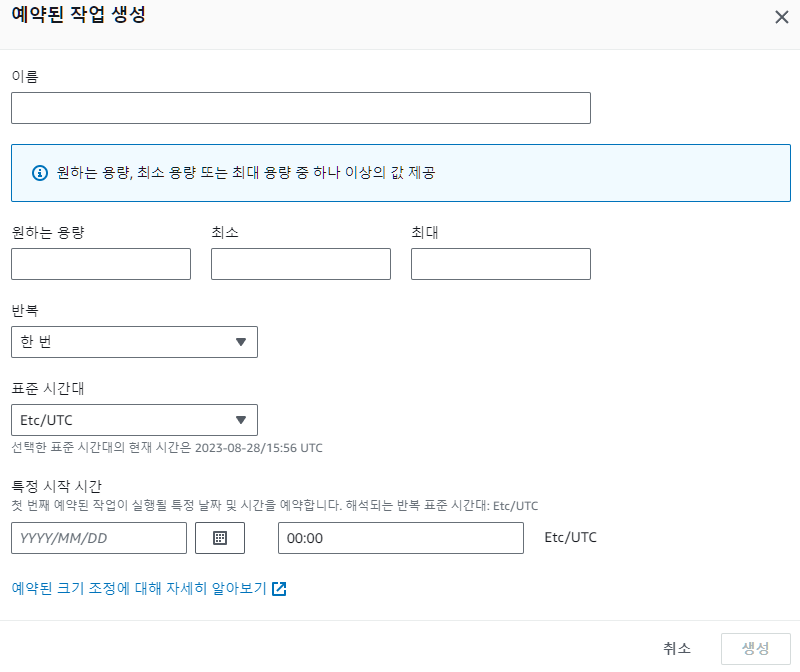 예약된 작업 생성
이름
원하는 용량, 최소 용량 또는 최대 용량 중 하나 이상의 값 제공
원하는 용량 최소 최대
반복
한 번
표준 시간대
Etc/UTC
선택한 표준 시간대의 현재 시간은 2023-08-28/15:56 UTC
특정 시작 시간
첫 번째 예약된 작업이 실행될 특정 날짜 및 시간을 예약합니다. 해석되는 반복 표준 시간대: Etc/UTC
YYYY/MM/DD 00:00 Etc/UTC
예약된 크기 조정에 대해 자세히 알아보기
취소 생성